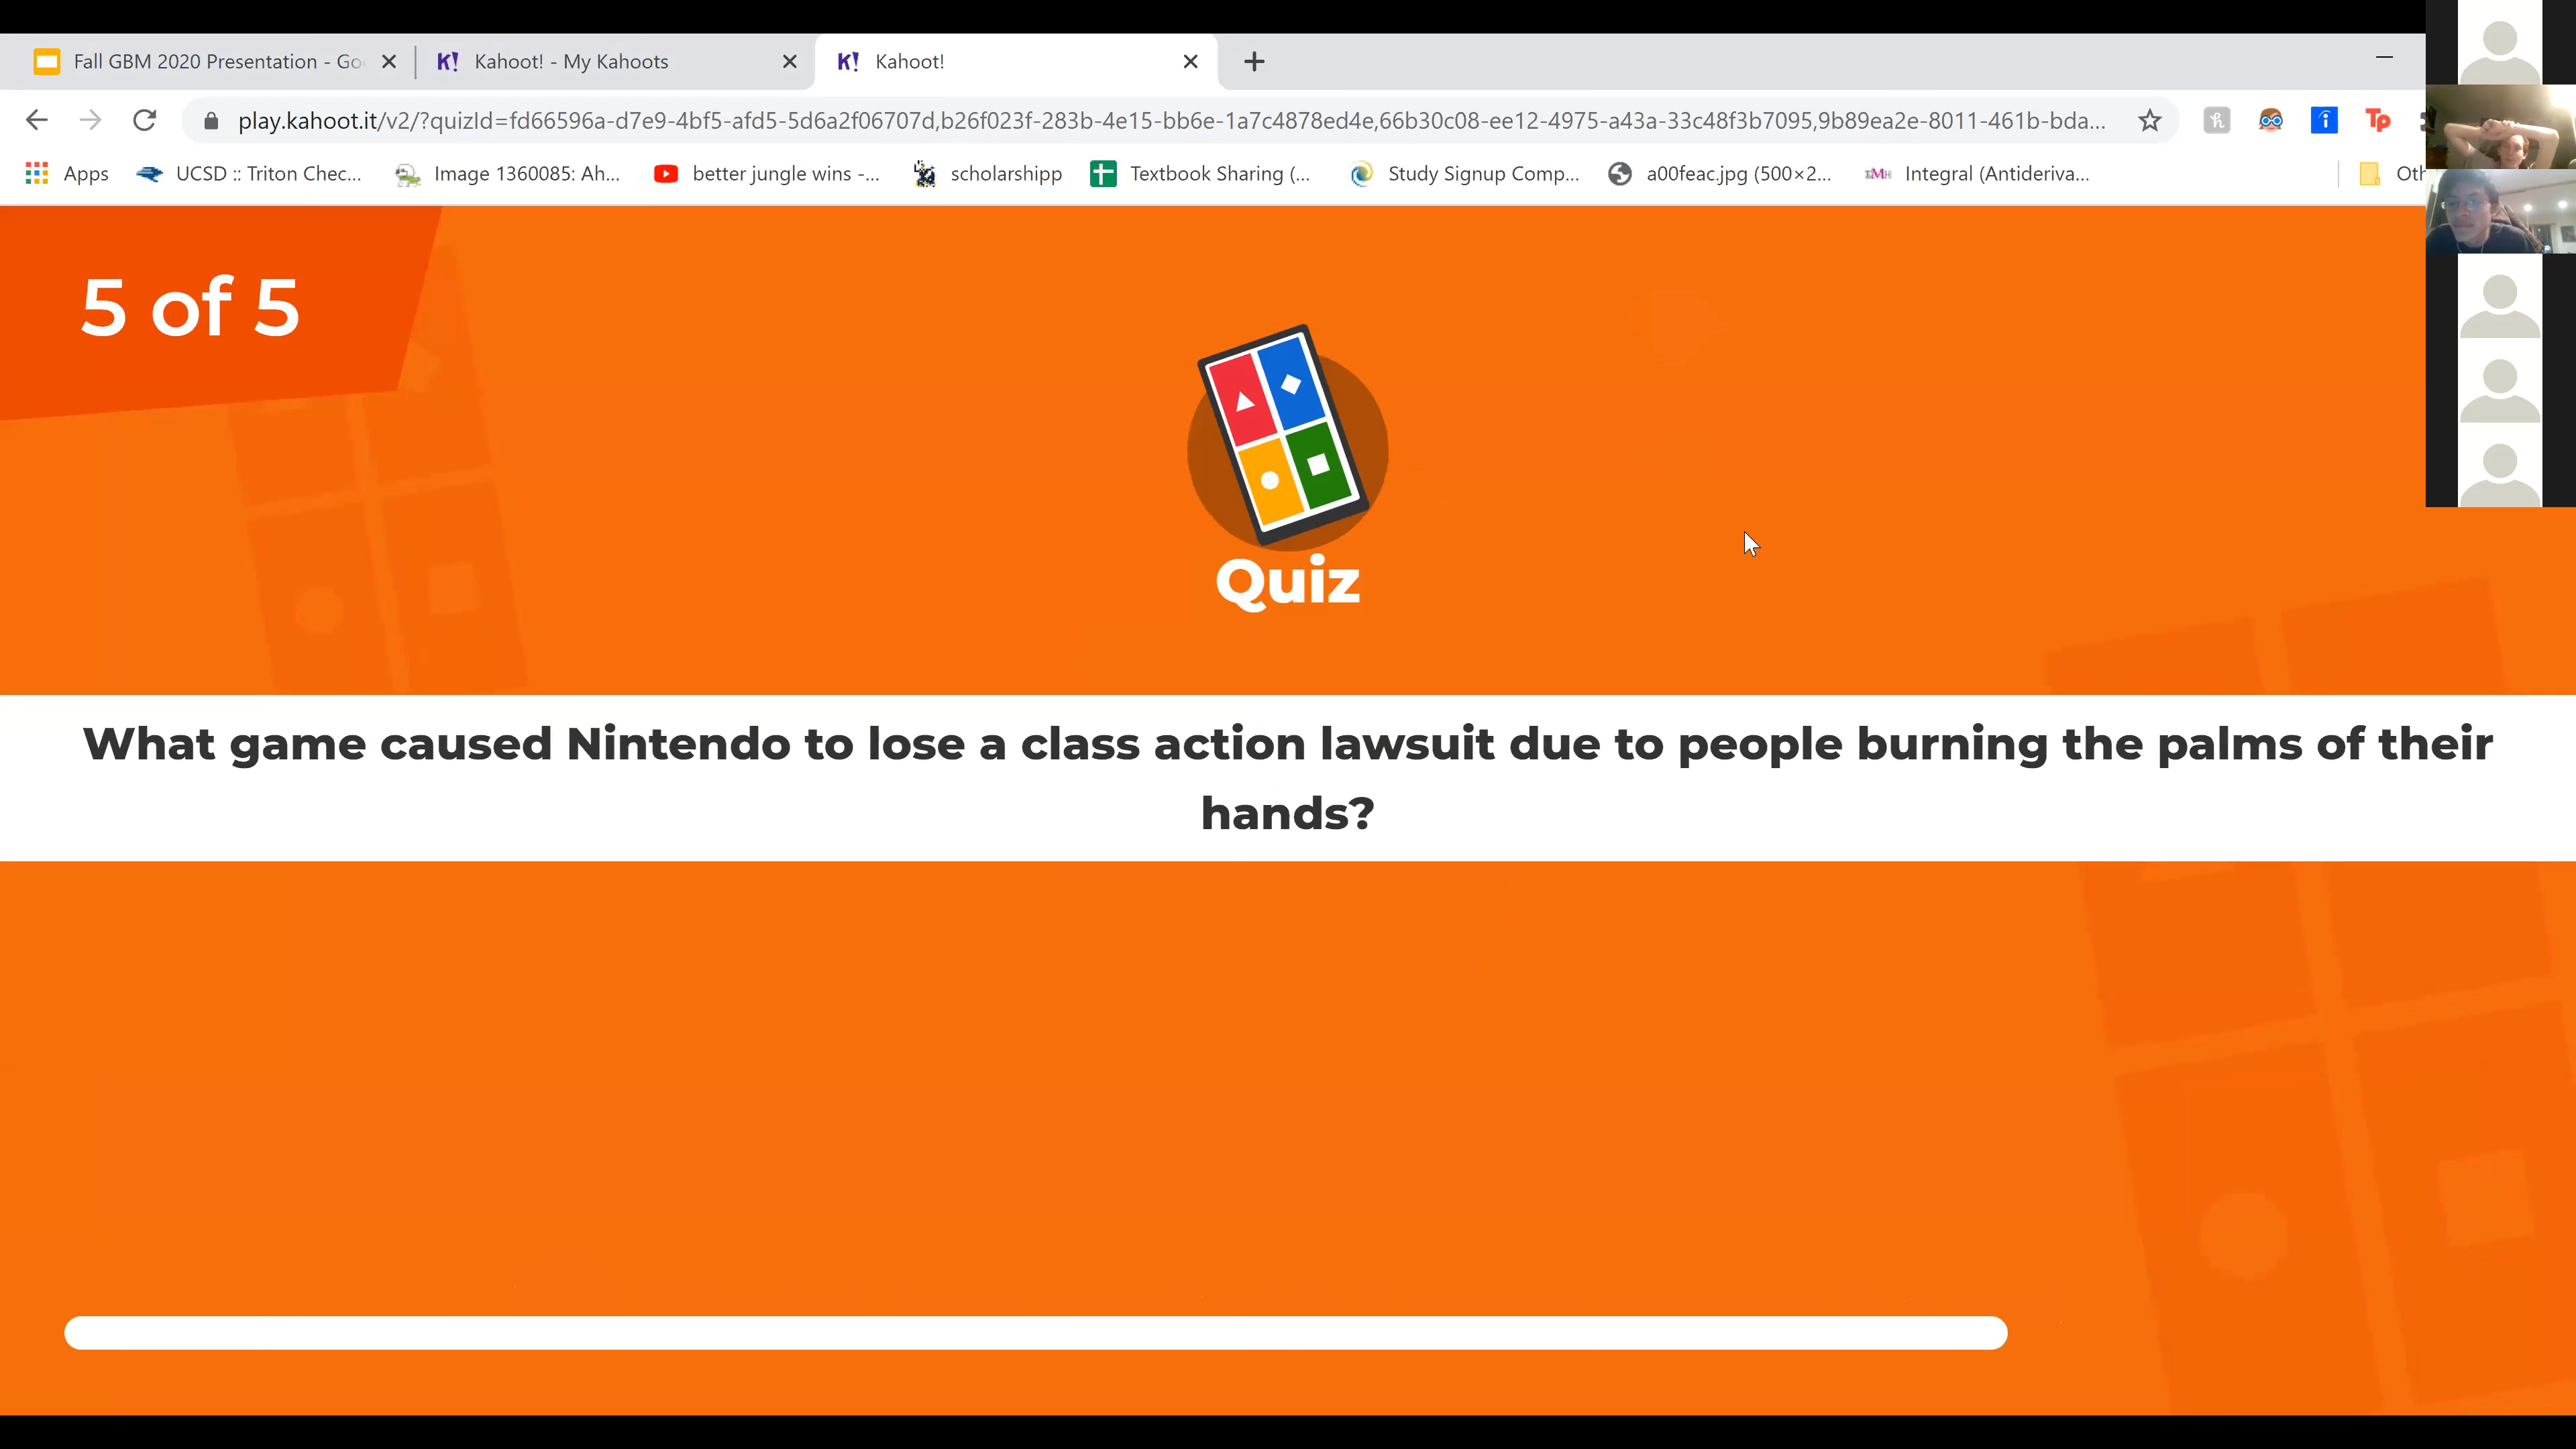 Fall GBM 2020 Presentation - Go
K! Kahoot! - My Kahoots
K! Kahoot!
play.kahoot.it/v2/?quizId=fd66596a-d7e9-4bf5-afd5-5d6a2f06707d,b26f023f-283b-4e15-bb6e-1a7c4878ed4e,66b30c08-ee12-4975-a43a-33c48f3b7095,9b89ea2e-8011-461b-bda...
h
i
Tp
Apps
UCSD :: Triton Chec...
Image 1360085: Ah...
better jungle wins -...
scholarshipp
Textbook Sharing (...
Study Signup Comp...
a00feac.jpg (500×2...
Integral (Antideriva...
Oth
5 of 5
Quiz
What game caused Nintendo to lose a class action lawsuit due to people burning the palms of their
hands?